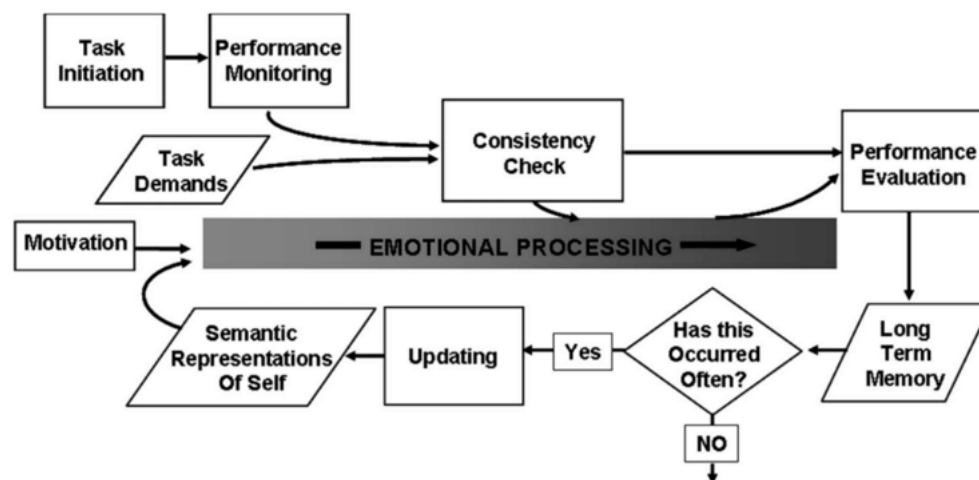 Task
Initiation
Performance
Monitoring
Task
Demands
Consistency
Check
Performance
Evaluation
Motivation
EMOTIONAL PROCESSING
Semantic
Representations
Of Self
Updating
Yes
Has this
Occurred
Often?
Long
Term
Memory
NO